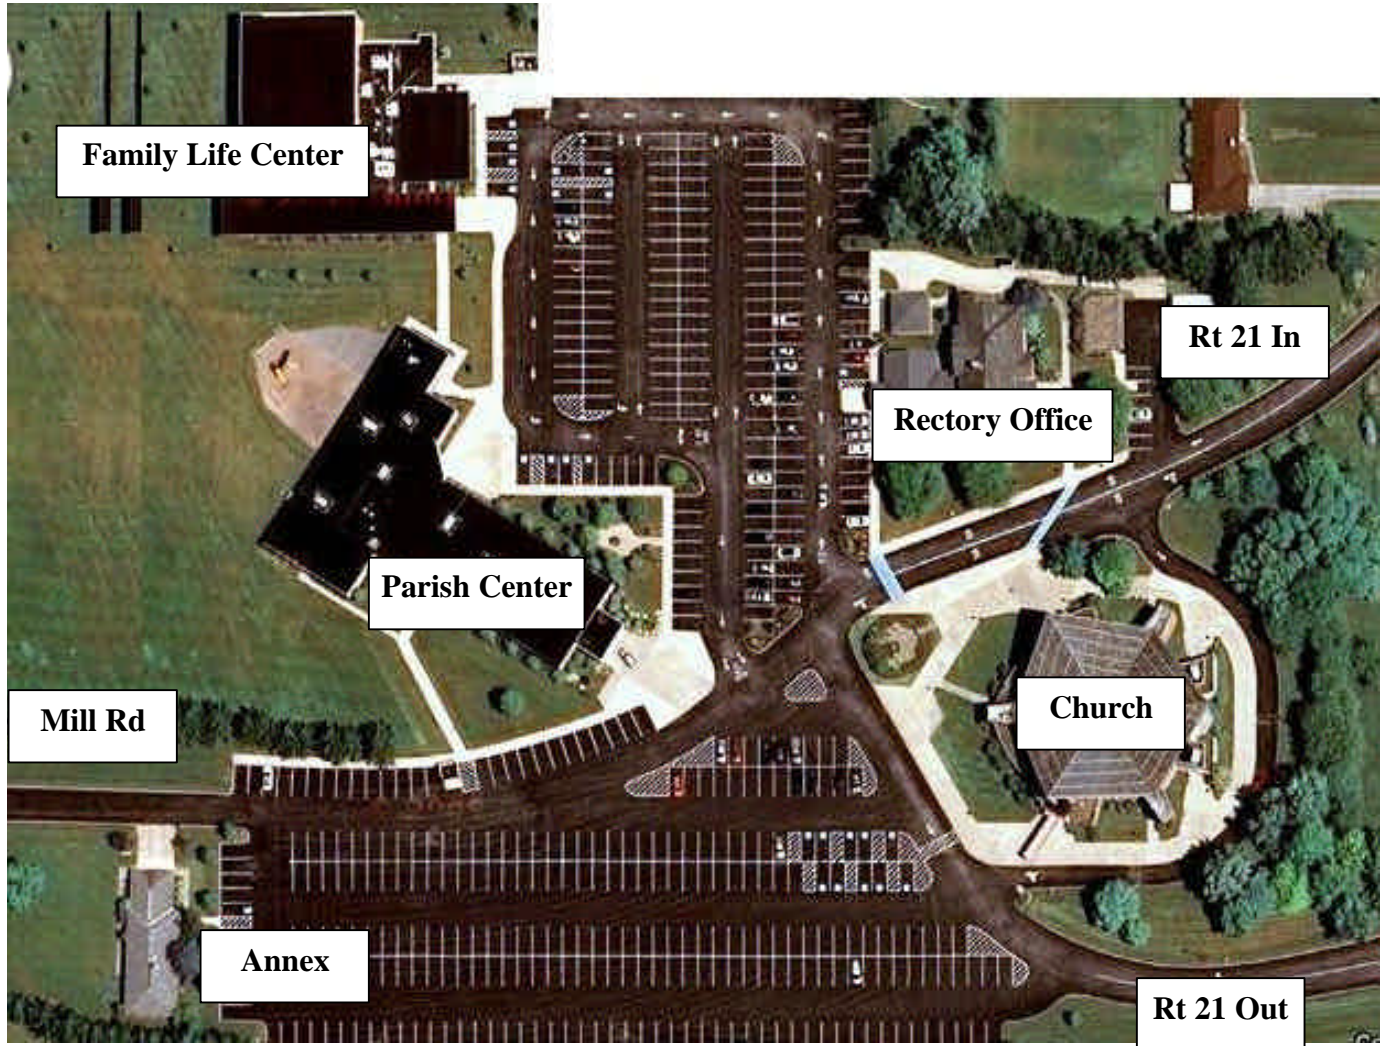 Family Life Center
Rt 21 In
Rectory Office
Parish Center
Church
Mill Rd
Annex
Rt 21 Out